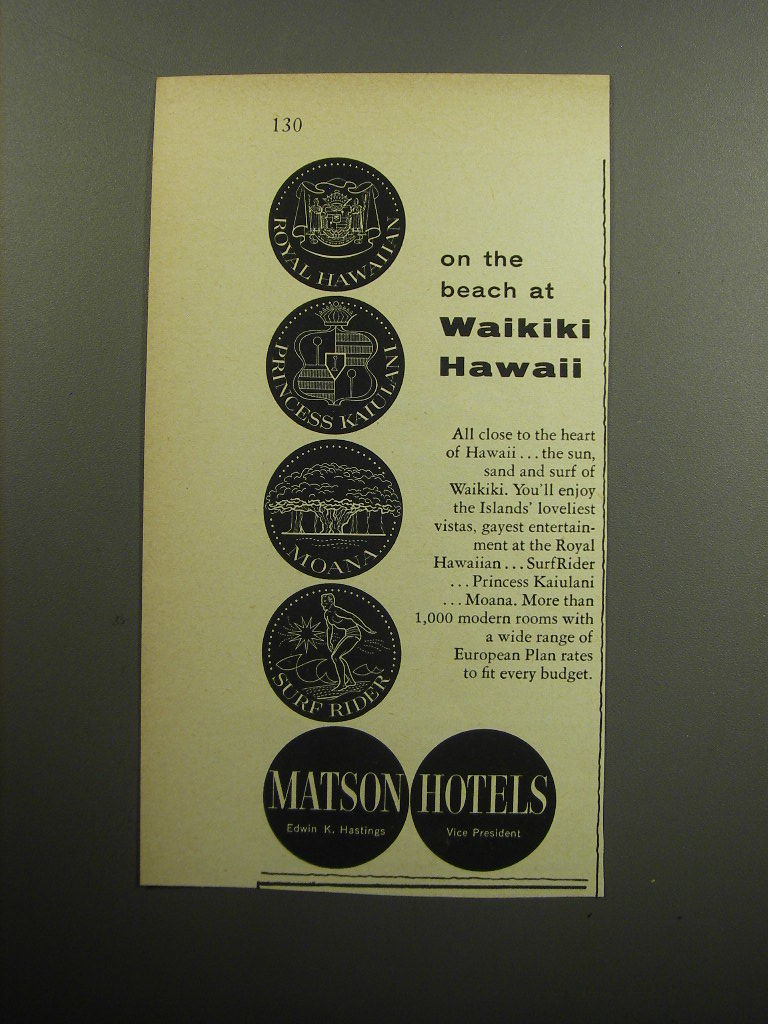 130
ROYAL HAWAIIAN
PRINCESS KAIULANI
MOANA
SURF RIDER
on the
beach at
Waikiki
Hawaii
All close to the heart
of Hawaii . . . the sun,
sand and surf of
Waikiki. You'll enjoy
the Islands' loveliest
vistas, gayest entertain-
ment at the Royal
Hawaiian . . . SurfRider
. . . Princess Kaiulani
. . . Moana. More than
1,000 modern rooms with
a wide range of
European Plan rates
to fit every budget.
MATSON HOTELS
Edwin K. Hastings Vice President